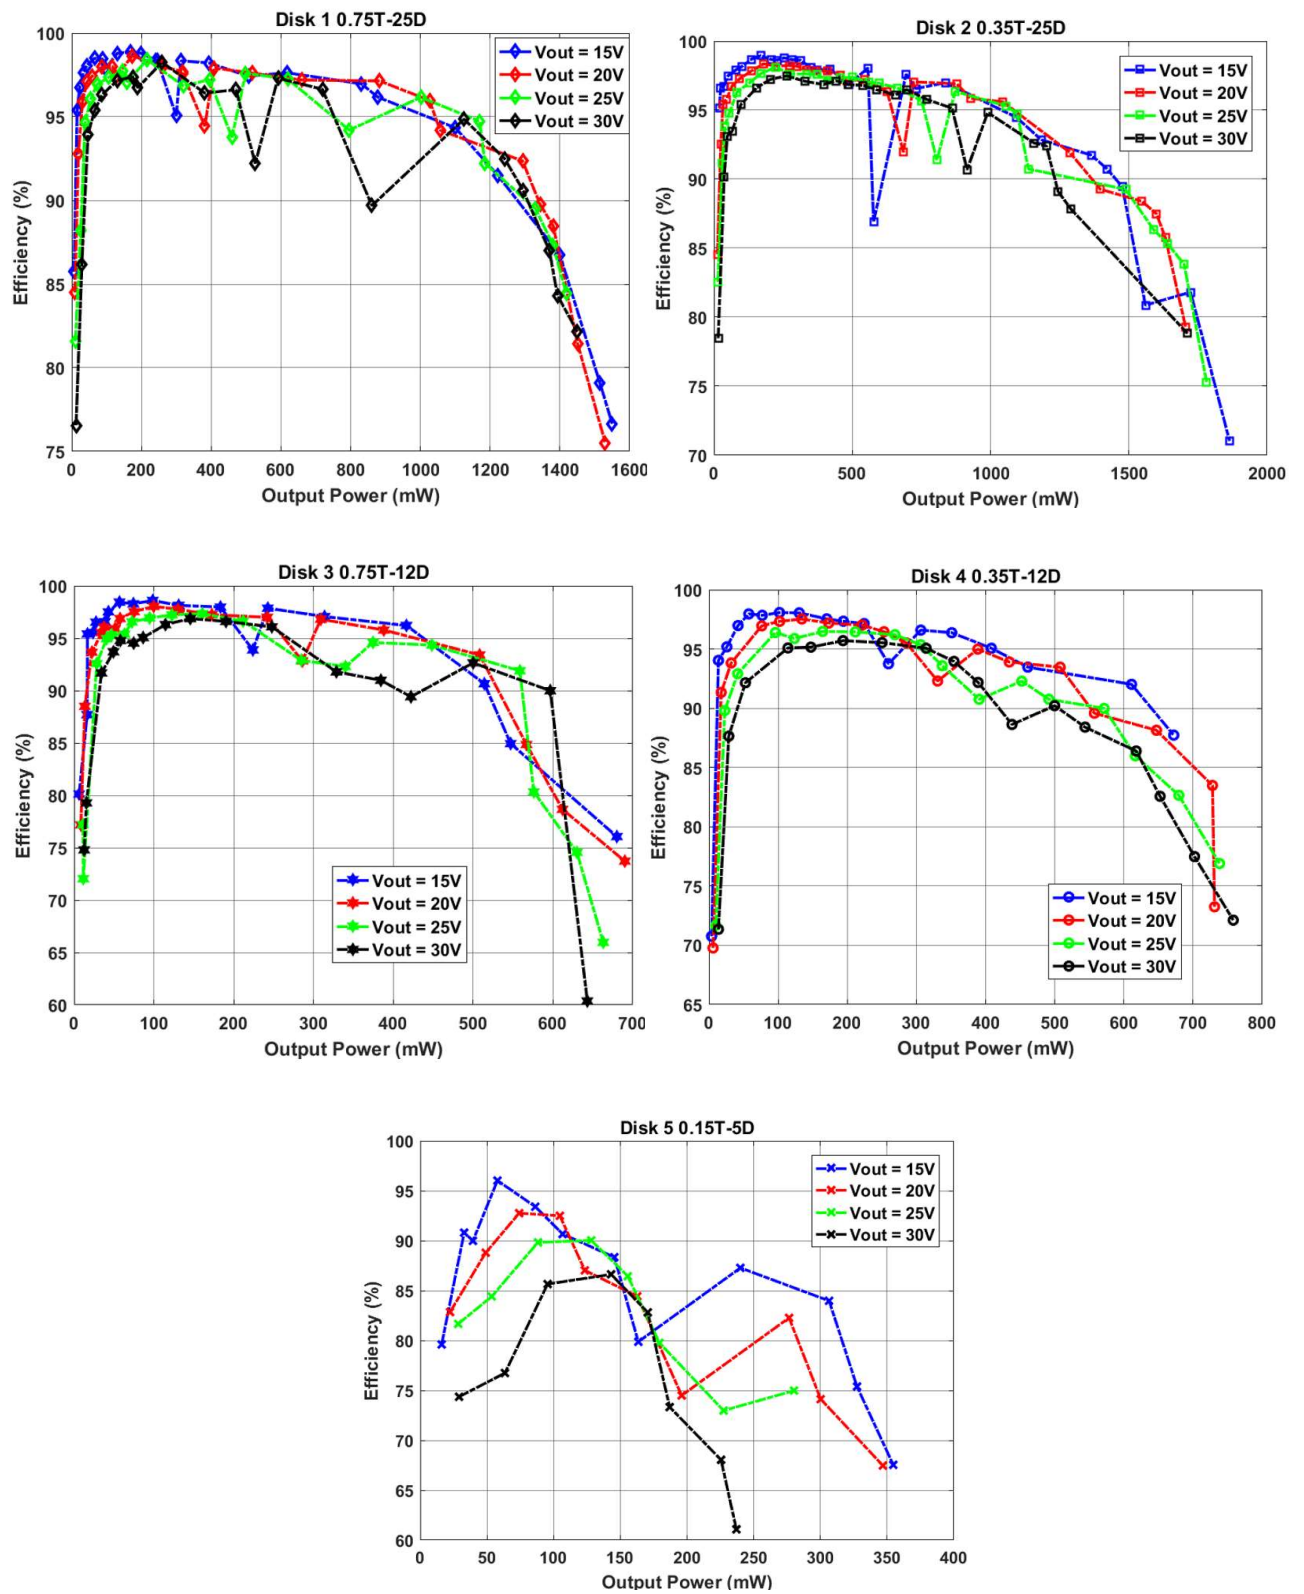 Disk 1 0.75T-25D
Efficiency (%)
100
95
90
85
80
75
0 200 400 600 800 1000 1200 1400 1600
Output Power (mW)
Vout = 15V
Vout = 20V
Vout = 25V
Vout = 30V
Disk 2 0.35T-25D
Efficiency (%)
100
95
90
85
80
75
70
0 500 1000 1500 2000
Output Power (mW)
Vout = 15V
Vout = 20V
Vout = 25V
Vout = 30V
Disk 3 0.75T-12D
Efficiency (%)
100
95
90
85
80
75
70
65
60
0 100 200 300 400 500 600 700
Output Power (mW)
Vout = 15V
Vout = 20V
Vout = 25V
Vout = 30V
Disk 4 0.35T-12D
Efficiency (%)
100
95
90
85
80
75
70
65
0 100 200 300 400 500 600 700 800
Output Power (mW)
Vout = 15V
Vout = 20V
Vout = 25V
Vout = 30V
Disk 5 0.15T-5D
Efficiency (%)
100
95
90
85
80
75
70
65
60
0 50 100 150 200 250 300 350 400
Output Power (mW)
Vout = 15V
Vout = 20V
Vout = 25V
Vout = 30V